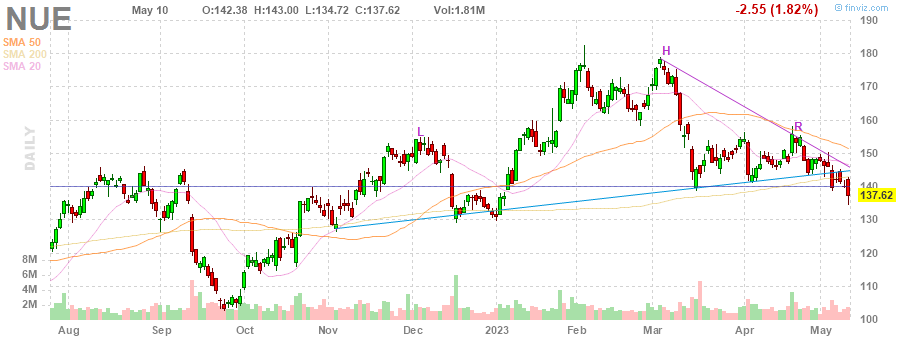 NUE
May 10
O:142.38 H:143.00 L:134.72 C:137.62
Vol:1.81M
-2.55 (1.82%)
© finviz.com
SMA 50
SMA 200
SMA 20
DAILY
L
H
R
190
180
170
160
150
140
137.62
130
120
110
100
8M
6M
4M
2M
Aug Sep Oct Nov Dec 2023 Feb Mar Apr May